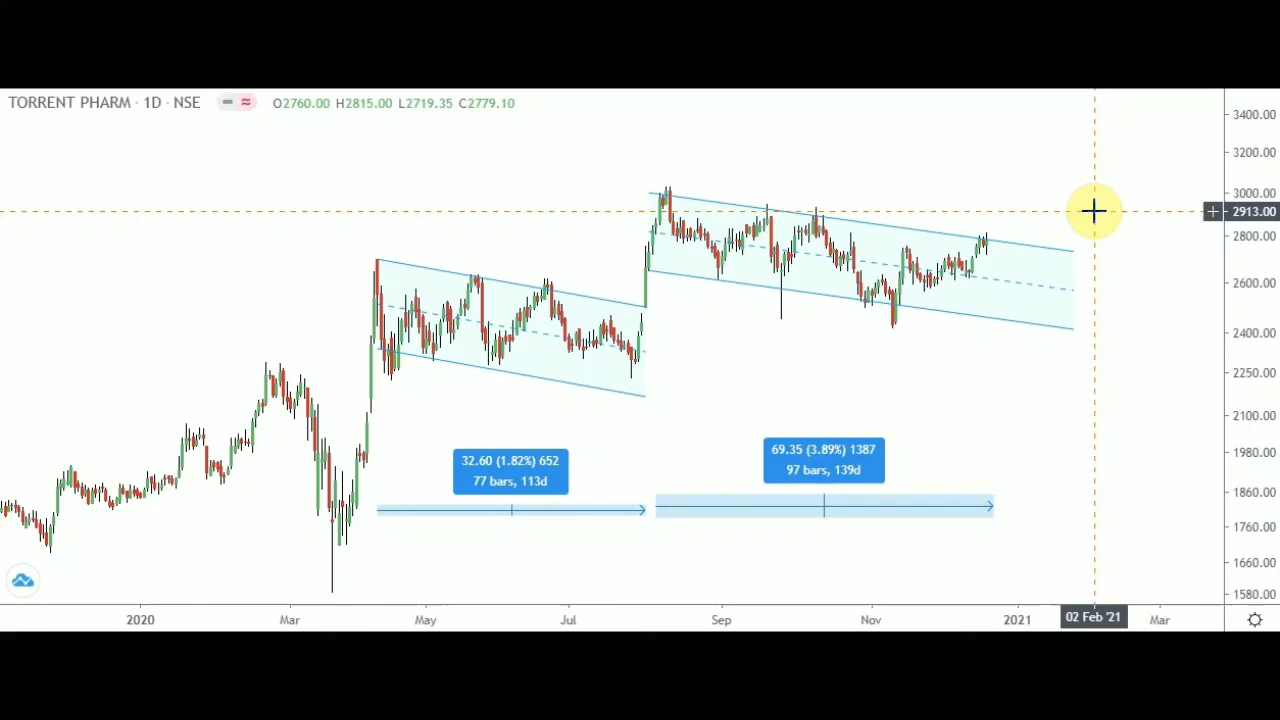 TORRENT PHARM · 1D · NSE O2760.00 H2815.00 L2719.35 C2779.10
3400.00
3200.00
3000.00
2913.00
2800.00
2600.00
2400.00
2250.00
2100.00
1980.00
1860.00
1760.00
1660.00
1580.00
69.35 (3.89%) 1387
97 bars, 139d
32.60 (1.82%) 652
77 bars, 113d
2020 Mar May Jul Sep Nov 2021 02 Feb '21 Mar